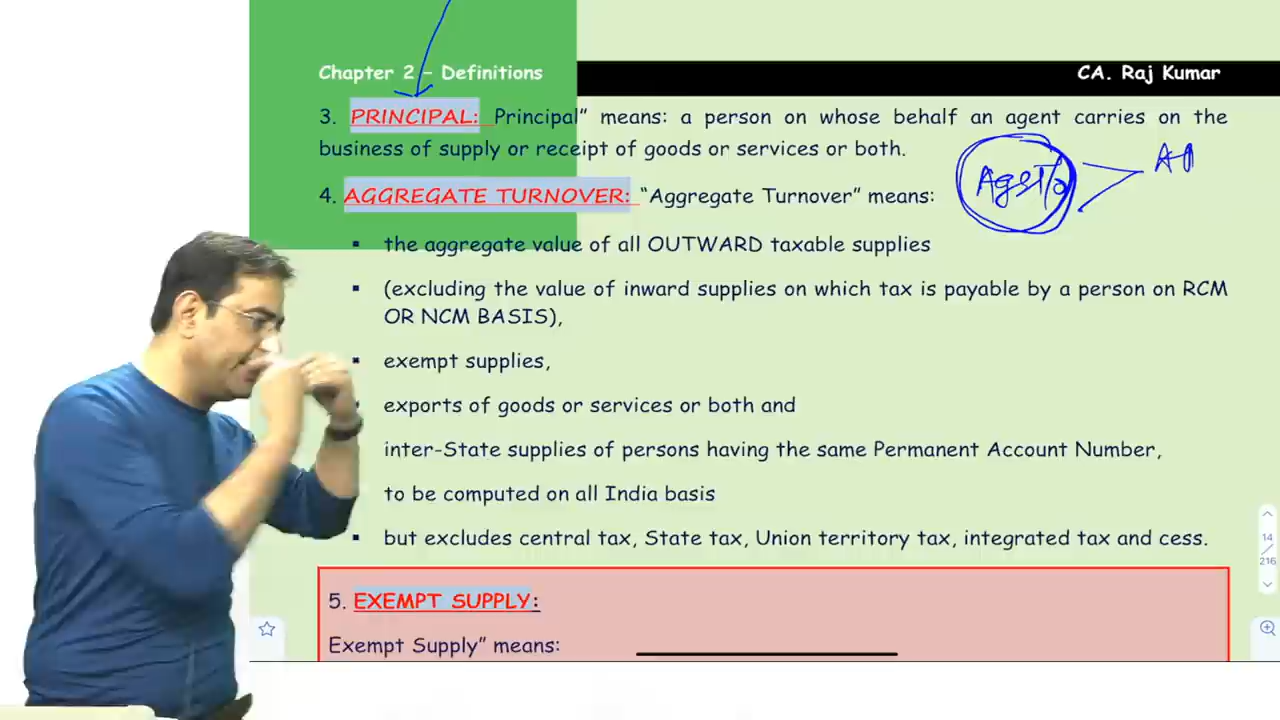 Chapter 2 – Definitions CA. Raj Kumar
3. PRINCIPAL: Principal” means: a person on whose behalf an agent carries on the
business of supply or receipt of goods or services or both.
4. AGGREGATE TURNOVER: “Aggregate Turnover” means:
▪ the aggregate value of all OUTWARD taxable supplies
▪ (excluding the value of inward supplies on which tax is payable by a person on RCM
OR NCM BASIS),
▪ exempt supplies,
exports of goods or services or both and
inter-State supplies of persons having the same Permanent Account Number,
to be computed on all India basis
▪ but excludes central tax, State tax, Union territory tax, integrated tax and cess.
5. EXEMPT SUPPLY:
Exempt Supply” means:
14
216